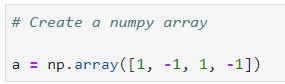 # Create a numpy array
a = np.array([1, -1, 1, -1])